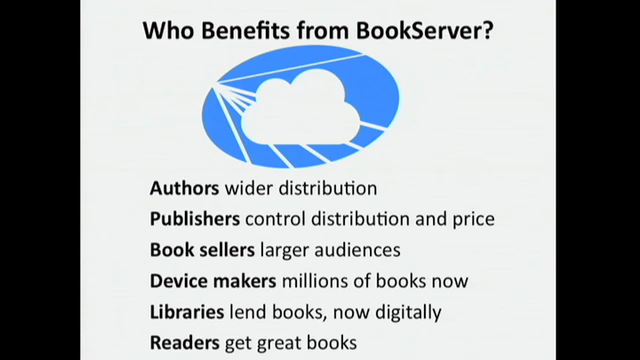 Who Benefits from BookServer?
Authors wider distribution
Publishers control distribution and price
Book sellers larger audiences
Device makers millions of books now
Libraries lend books, now digitally
Readers get great books